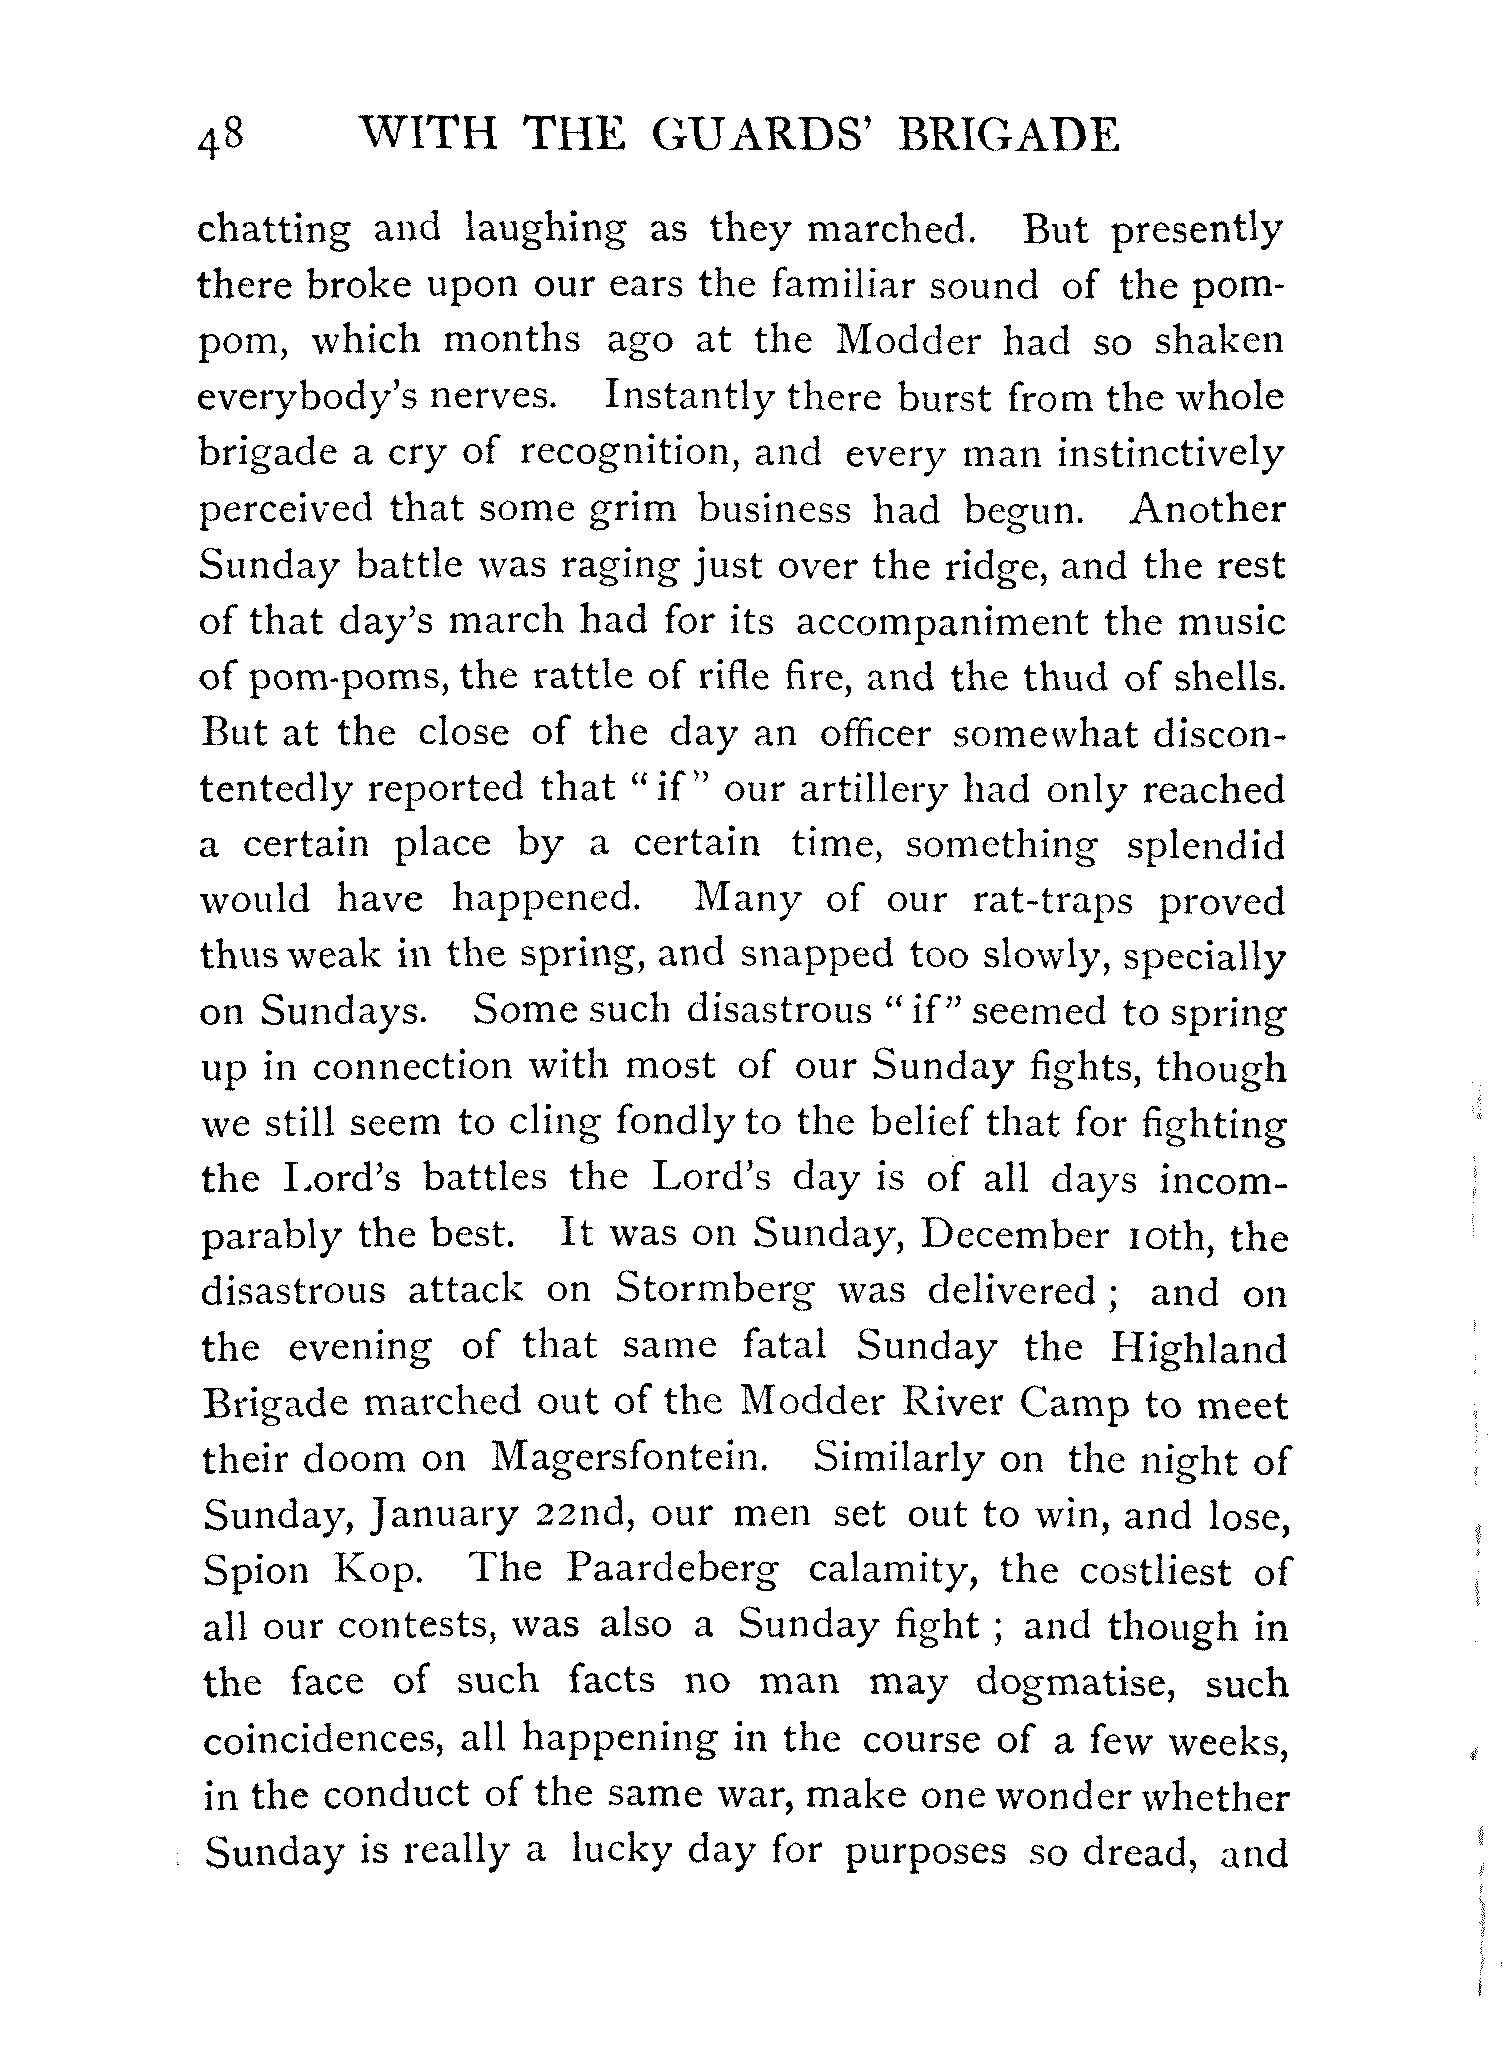 48 WITH THE GUARDS' BRIGADE
chatting and laughing as they marched. But presently
there broke upon our ears the familiar sound of the pom-
pom, which months ago at the Modder had so shaken
everybody's nerves. Instantly there burst from the whole
brigade a cry of recognition, and every man instinctively
perceived that some grim business had begun. Another
Sunday battle was raging just over the ridge, and the rest
of that day's march had for its accompaniment the music
of pom-poms, the rattle of rifle fire, and the thud of shells.
But at the close of the day an officer somewhat discon-
tentedly reported that "if" our artillery had only reached
a certain place by a certain time, something splendid
would have happened. Many of our rat-traps proved
thus weak in the spring, and snapped too slowly, specially
on Sundays. Some such disastrous "if" seemed to spring
up in connection with most of our Sunday fights, though
we still seem to cling fondly to the belief that for fighting
the Lord's battles the Lord's day is of all days incom-
parably the best. It was on Sunday, December 10th, the
disastrous attack on Stormberg was delivered; and on
the evening of that same fatal Sunday the Highland
Brigade marched out of the Modder River Camp to meet
their doom on Magersfontein. Similarly on the night of
Sunday, January 22nd, our men set out to win, and lose,
Spion Kop. The Paardeberg calamity, the costliest of
all our contests, was also a Sunday fight; and though in
the face of such facts no man may dogmatise, such
coincidences, all happening in the course of a few weeks,
in the conduct of the same war, make one wonder whether
Sunday is really a lucky day for purposes so dread, and